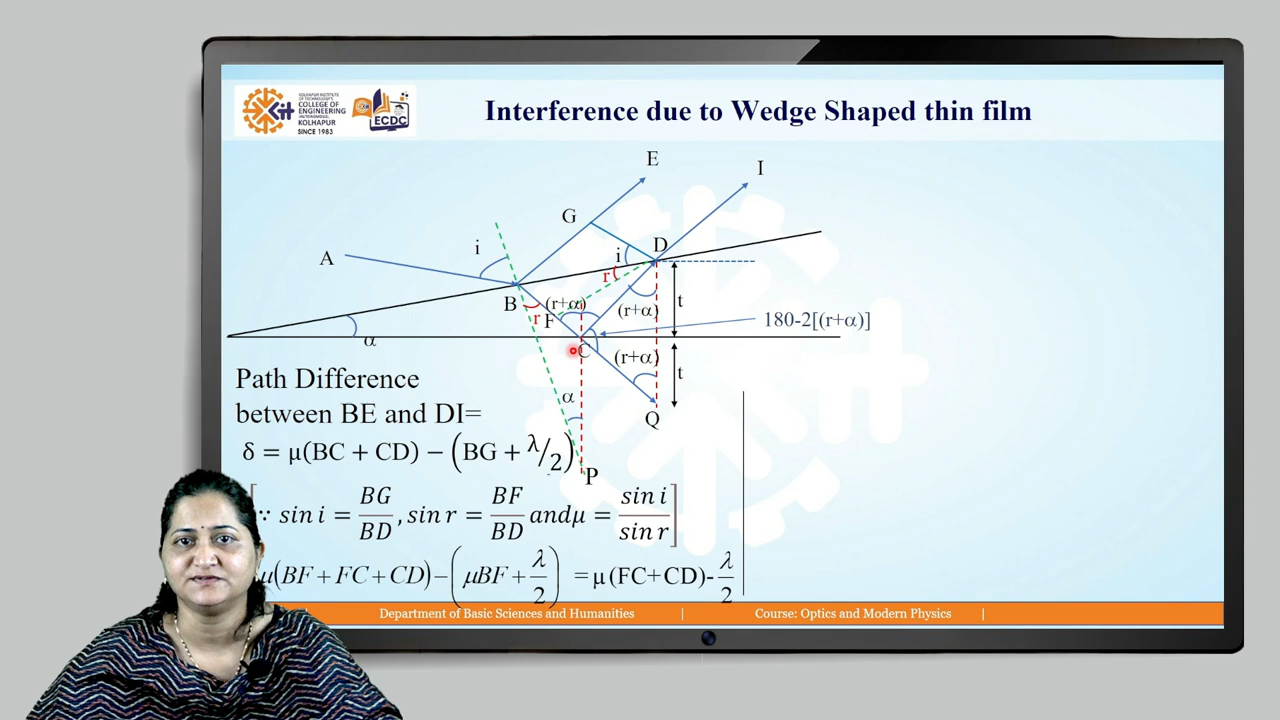 KOLHAPUR INSTITUTE
OF TECHNOLOGY'S
COLLEGE OF
ENGINEERING
(AUTONOMOUS),
KOLHAPUR
SINCE 1983
ECDC
Interference due to Wedge Shaped thin film
E
I
G
D
i
i
A
r
B
(r+α)
(r+α)
t
r
F
180-2[(r+α)]
α
C
(r+α)
t
Path Difference
between BE and DI=
α
Q
δ = μ(BC + CD) − (BG + λ/2)
P
[∵ sin i = BG/BD , sin r = BF/BD andμ = sin i/sin r]
μ(BF + FC + CD) − (μBF + λ/2) =μ(FC+CD)-λ/2
Department of Basic Sciences and Humanities | Course: Optics and Modern Physics |